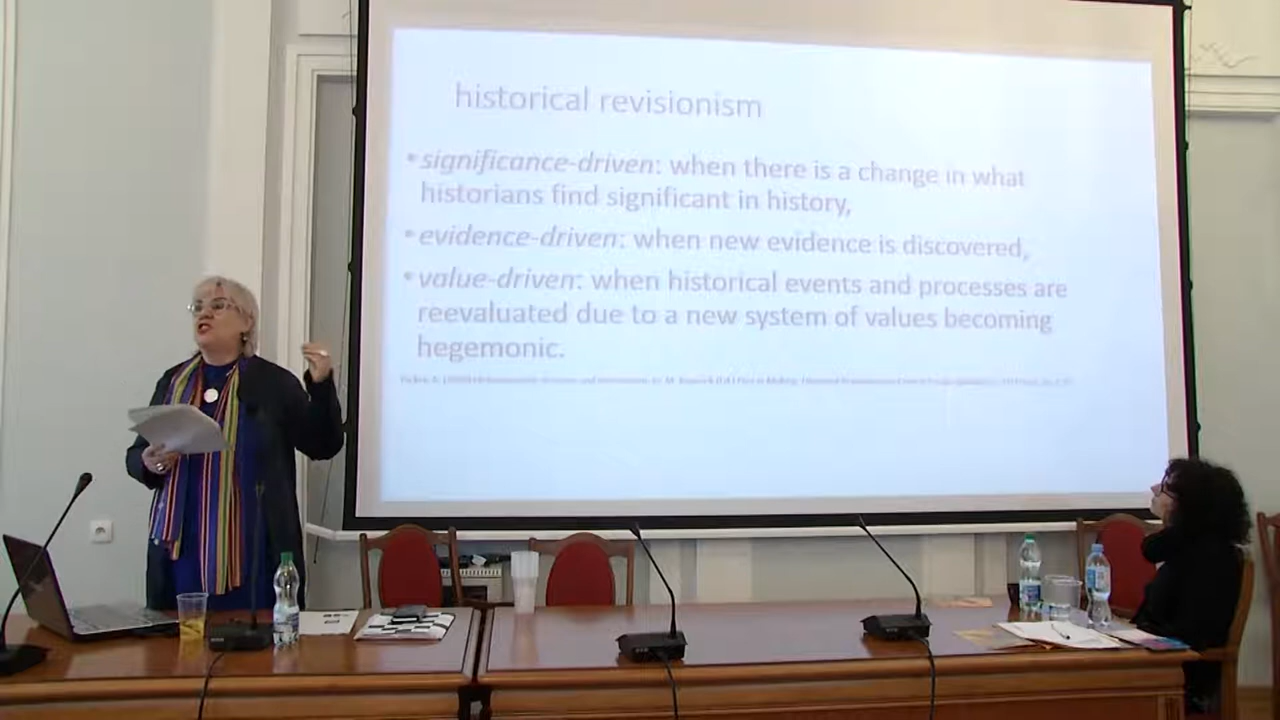 historical revisionism
• significance-driven: when there is a change in what
historians find significant in history,
• evidence-driven: when new evidence is discovered,
• value-driven: when historical events and processes are
reevaluated due to a new system of values becoming
hegemonic.